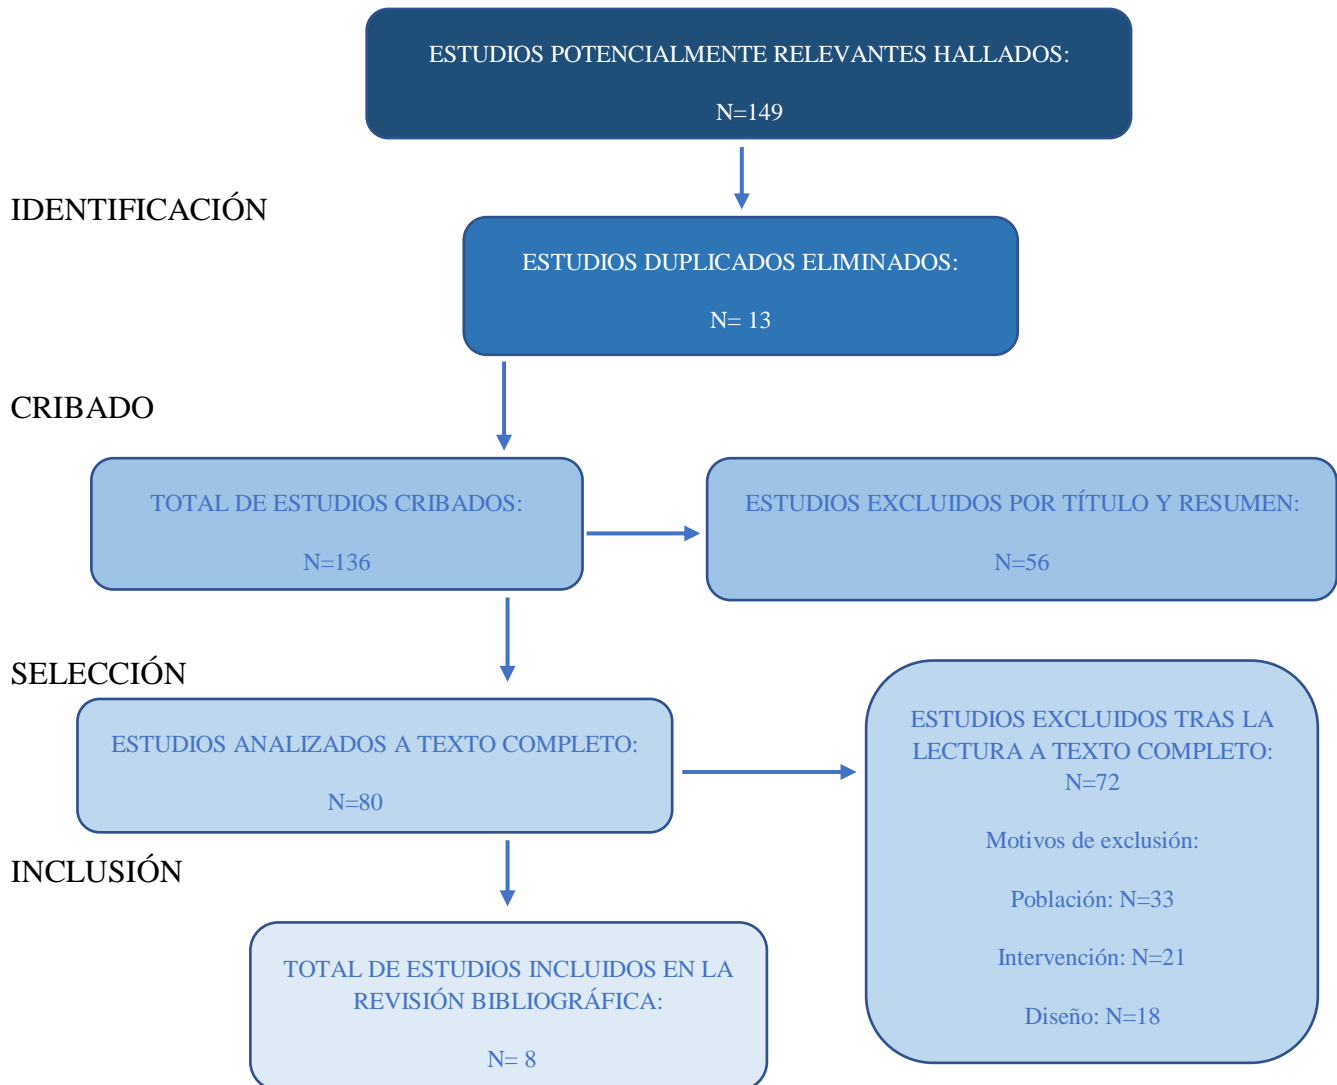 ESTUDIOS POTENCIALMENTE RELEVANTES HALLADOS:
N=149
IDENTIFICACIÓN
ESTUDIOS DUPLICADOS ELIMINADOS:
N= 13
CRIBADO
TOTAL DE ESTUDIOS CRIBADOS:
N=136
ESTUDIOS EXCLUIDOS POR TÍTULO Y RESUMEN:
N=56
SELECCIÓN
ESTUDIOS ANALIZADOS A TEXTO COMPLETO:
N=80
ESTUDIOS EXCLUIDOS TRAS LA
LECTURA A TEXTO COMPLETO:
N=72
Motivos de exclusión:
Población: N=33
Intervención: N=21
Diseño: N=18
INCLUSIÓN
TOTAL DE ESTUDIOS INCLUIDOS EN LA
REVISIÓN BIBLIOGRÁFICA:
N= 8